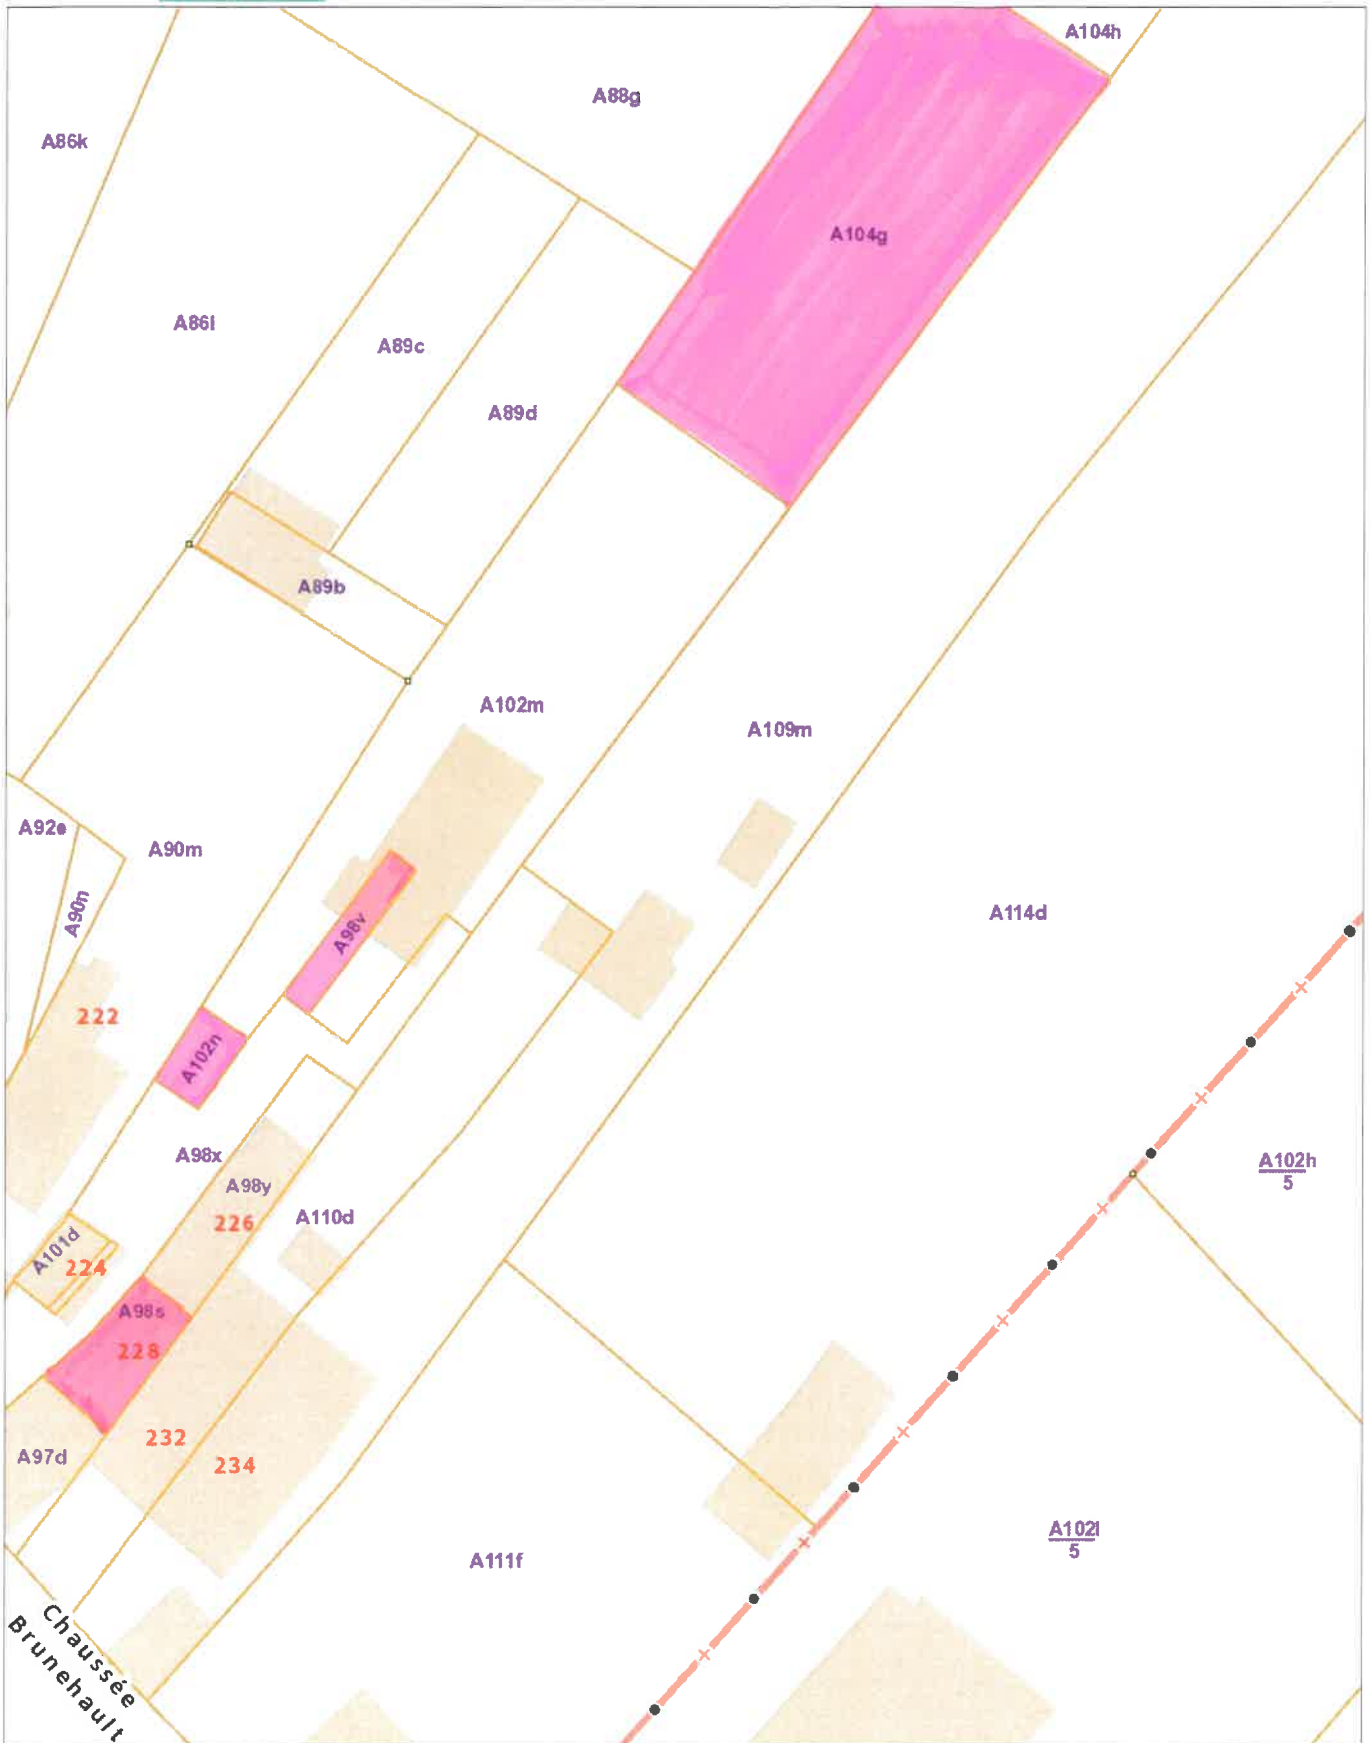 A104h
A88g
A86k
A104g
A86l
A89c
A89d
A89b
A102m
A109m
A92e
A90m
A90n
A98v
A114d
222
A102n
A98x
A102h
5
A98y
226
A110d
A101d
224
A98s
228
232
A97d
234
A102l
5
A111f
Chaussée
Brunehault